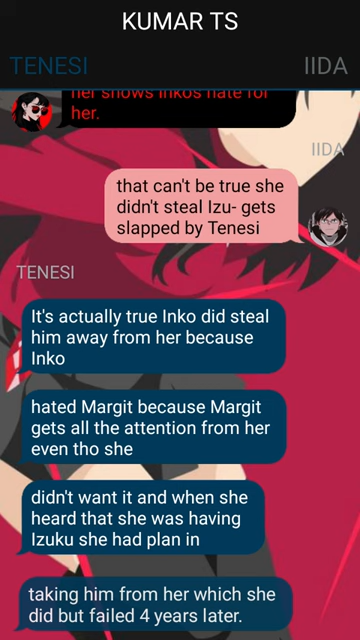 KUMAR TS
TENESI
IIDA
her shows Inkos hate for
her.
IIDA
that can't be true she
didn't steal Izu- gets
slapped by Tenesi
TENESI
It's actually true Inko did steal
him away from her because
Inko
hated Margit because Margit
gets all the attention from her
even tho she
didn't want it and when she
heard that she was having
Izuku she had plan in
taking him from her which she
did but failed 4 years later.